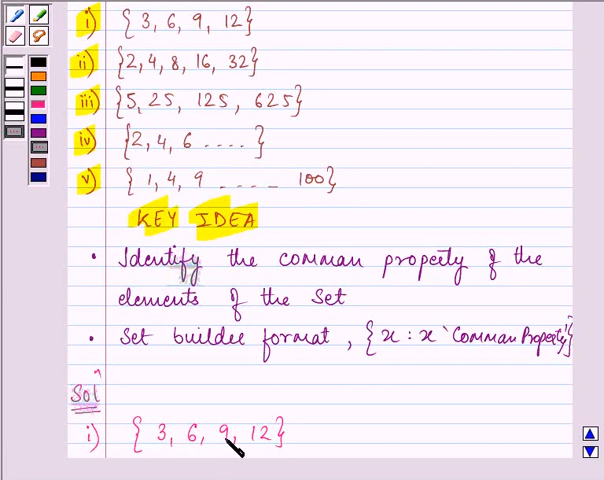 i) { 3, 6, 9, 12}
ii) {2, 4, 8, 16, 32}
iii) {5, 25, 125, 625}
iv) {2, 4, 6 .... }
v) { 1, 4, 9 .... 100}
KEY IDEA
• Identify the common property of the
elements of the Set
• Set builder format, {x : x 'Common Property'}
Solⁿ
i) { 3, 6, 9, 12}